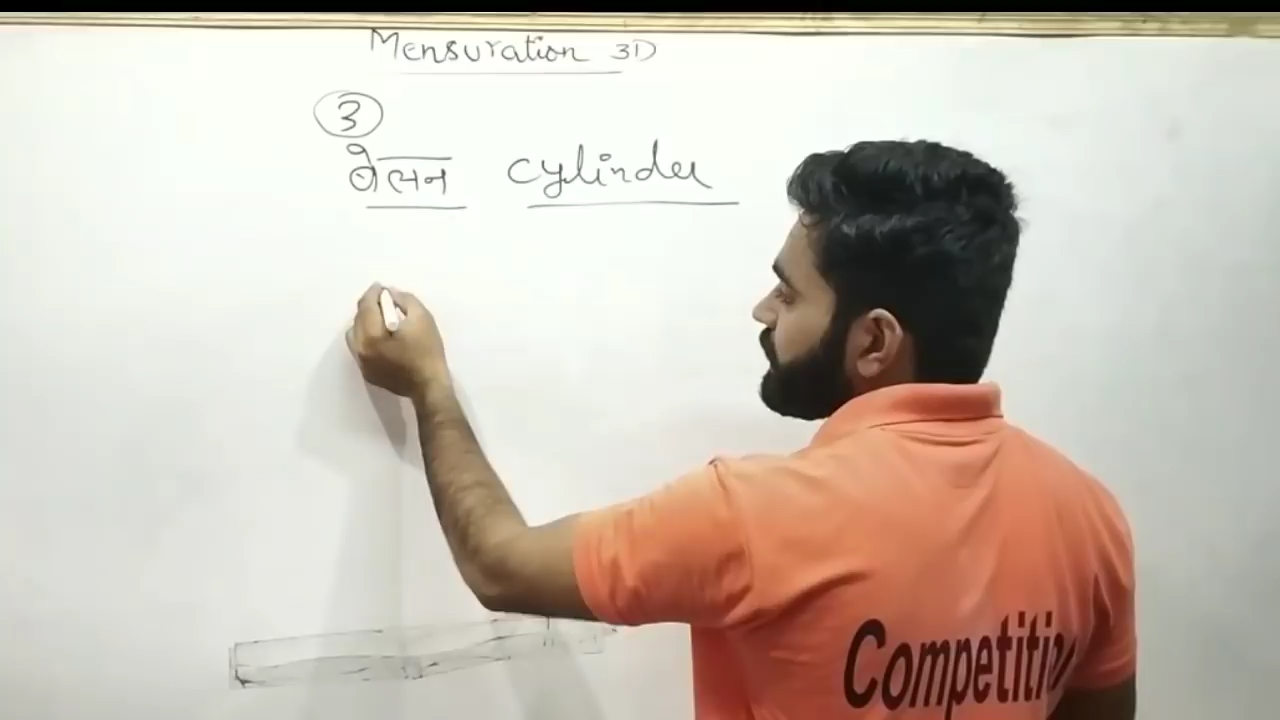 Mensuration 3D
3
बेलन cylinder
Competiti